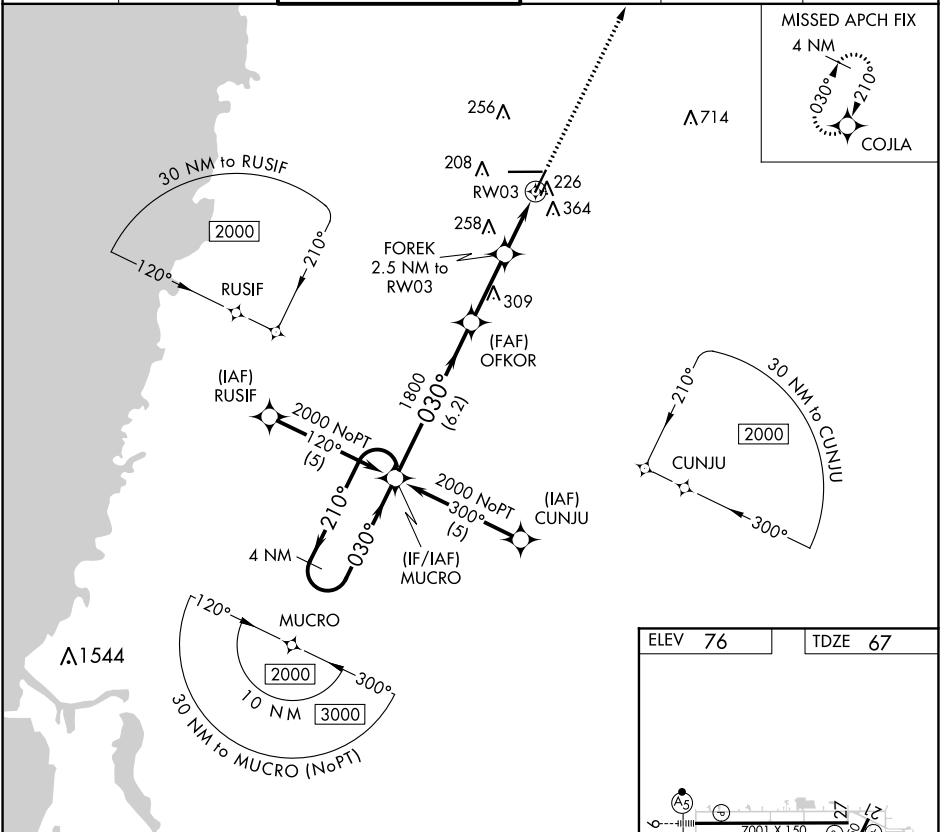 MISSED APCH FIX
4 NM
030°
210°
COJLA
256
714
30 NM to RUSIF
2000
120°
210°
RUSIF
208
RW03
226
364
258
FOREK
2.5 NM to
RW03
309
(FAF)
OFKOR
1800
030°
(6.2)
(IAF)
RUSIF
2000 NoPT
120°
(5)
30 NM to CUNJU
2000
210°
CUNJU
300°
2000 NoPT
300°
(5)
(IAF)
CUNJU
210°
030°
4 NM
(IF/IAF)
MUCRO
120°
MUCRO
2000
300°
10 NM
3000
30 NM to MUCRO (NoPT)
1544
ELEV 76
TDZE 67
A5
P
9
7001 X 150
27
21